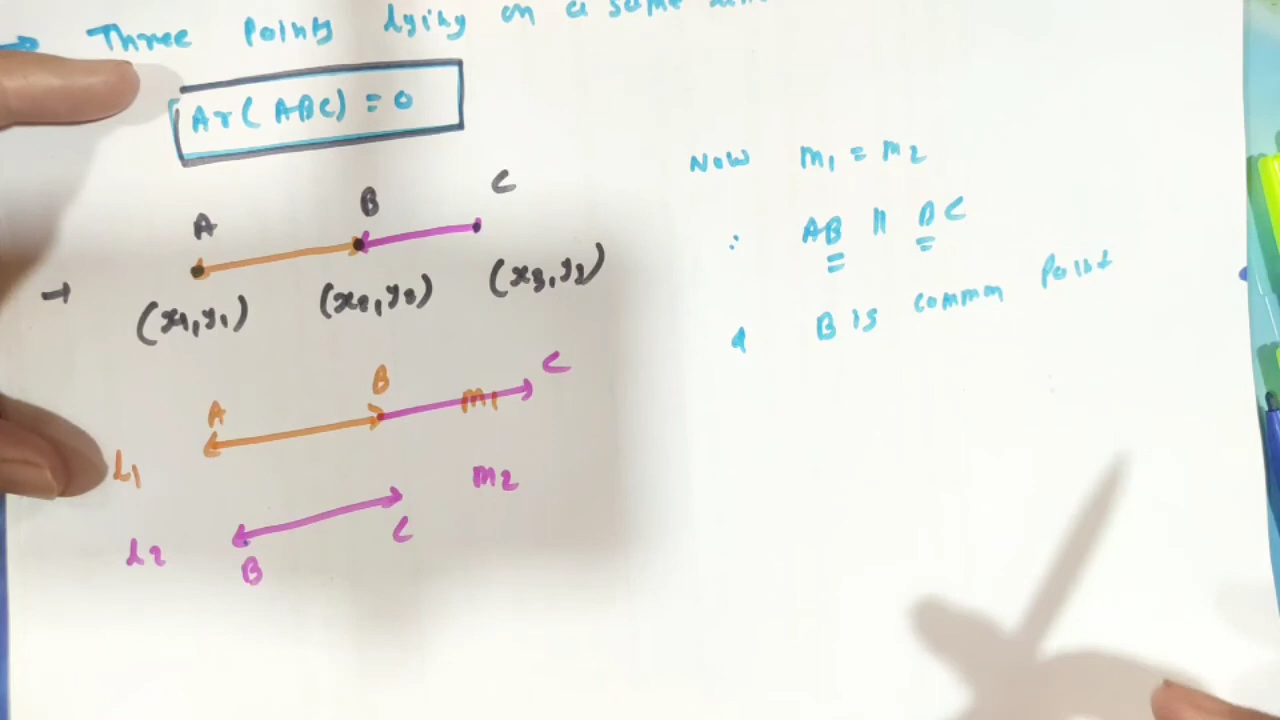 → Three Points lying on a same
Ar( ABC) = 0
A B C
→ (x1,y1) (x2,y2) (x3,y3)
A B m1 C
L1
L2 B C m2
Now m1 = m2
∴ AB || BC
& B is common Point